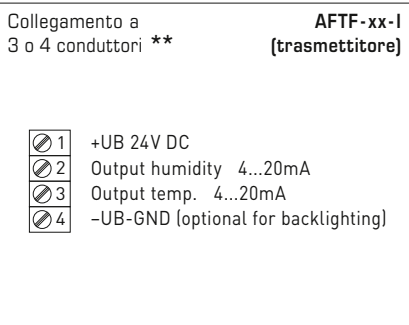 Collegamento a AFTF-xx-I
3 o 4 conduttori ** (trasmettitore)
1 +UB 24V DC
2 Output humidity 4...20mA
3 Output temp. 4...20mA
4 –UB-GND (optional for backlighting)